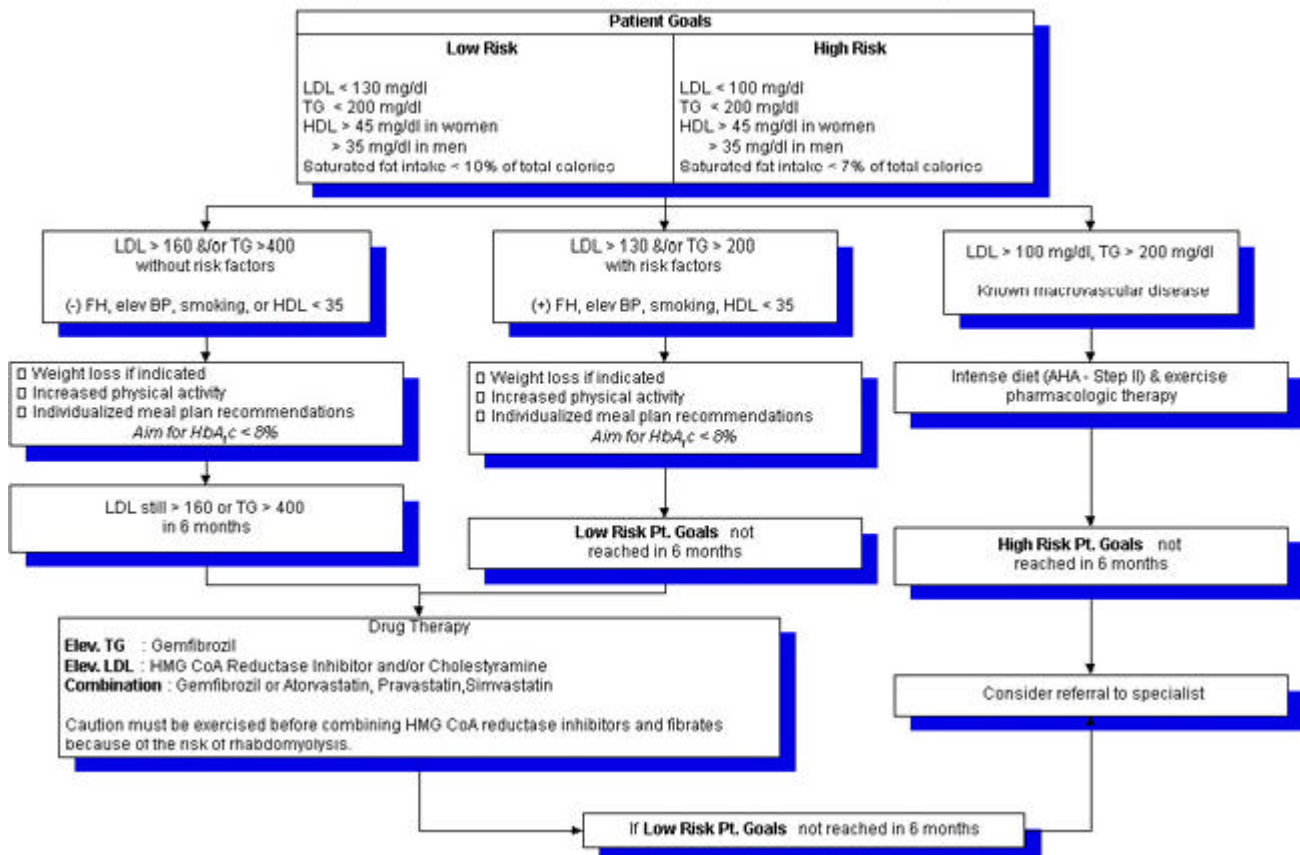 Patient Goals
Low Risk
LDL < 130 mg/dl
TG < 200 mg/dl
HDL > 45 mg/dl in women
> 35 mg/dl in men
Saturated fat intake < 10% of total calories
High Risk
LDL < 100 mg/dl
TG < 200 mg/dl
HDL > 45 mg/dl in women
> 35 mg/dl in men
Saturated fat intake < 7% of total calories
LDL > 160 &/or TG >400
without risk factors
(-) FH, elev BP, smoking, or HDL < 35
LDL > 130 &/or TG > 200
with risk factors
(+) FH, elev BP, smoking, HDL < 35
LDL > 100 mg/dl, TG > 200 mg/dl
Known macrovascular disease
Weight loss if indicated
Increased physical activity
Individualized meal plan recommendations
Aim for HbA1c < 8%
Weight loss if indicated
Increased physical activity
Individualized meal plan recommendations
Aim for HbA1c < 8%
Intense diet (AHA - Step II) & exercise
pharmacologic therapy
LDL still > 160 or TG > 400
in 6 months
Low Risk Pt. Goals not
reached in 6 months
High Risk Pt. Goals not
reached in 6 months
Drug Therapy
Elev. TG : Gemfibrozil
Elev. LDL : HMG CoA Reductase Inhibitor and/or Cholestyramine
Combination : Gemfibrozil or Atorvastatin, Pravastatin,Simvastatin
Caution must be exercised before combining HMG CoA reductase inhibitors and fibrates
because of the risk of rhabdomyolysis.
Consider referral to specialist
If Low Risk Pt. Goals not reached in 6 months